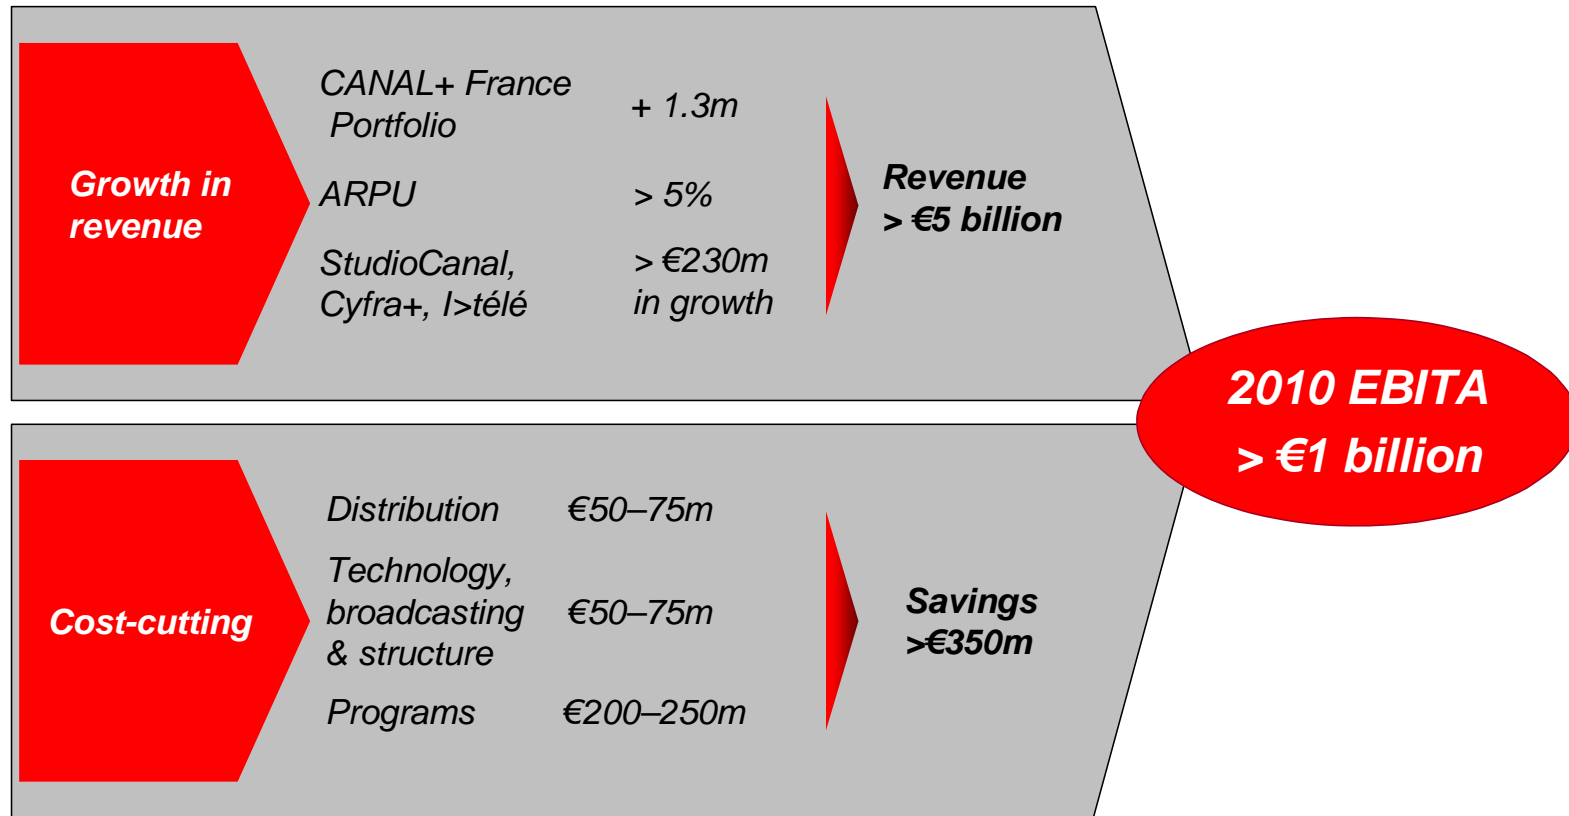 Growth in
revenue
CANAL+ France
Portfolio
+ 1.3m
ARPU
> 5%
StudioCanal,
Cyfra+, I>télé
> €230m
in growth
Revenue
> €5 billion
2010 EBITA
> €1 billion
Cost-cutting
Distribution
€50–75m
Technology,
broadcasting
& structure
€50–75m
Programs
€200–250m
Savings
>€350m